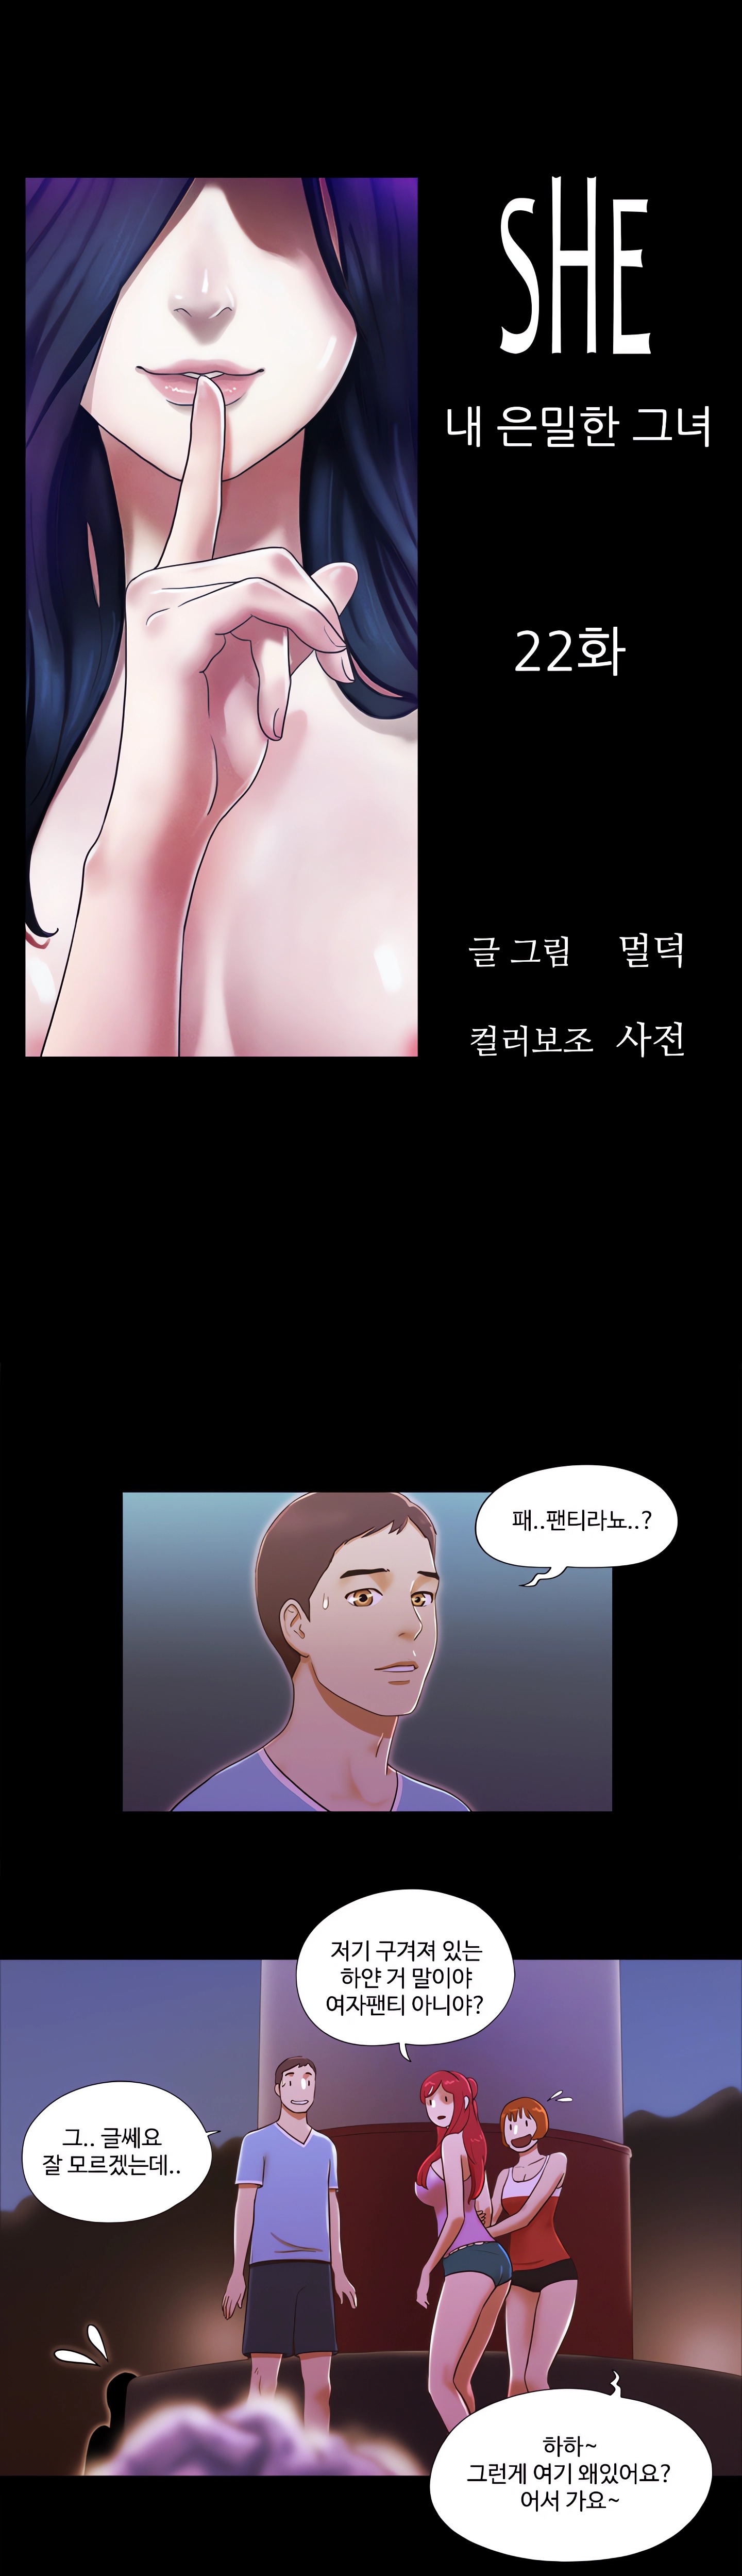 SHE
내 은밀한 그녀
22화
글 그림 멀덕
컬러보조 사전
패..팬티라뇨..?
저기 구겨져 있는
하얀 거 말이야
여자팬티 아니야?
그.. 글쎄요
잘 모르겠는데..
하하~
그런게 여기 왜있어요?
어서 가요~